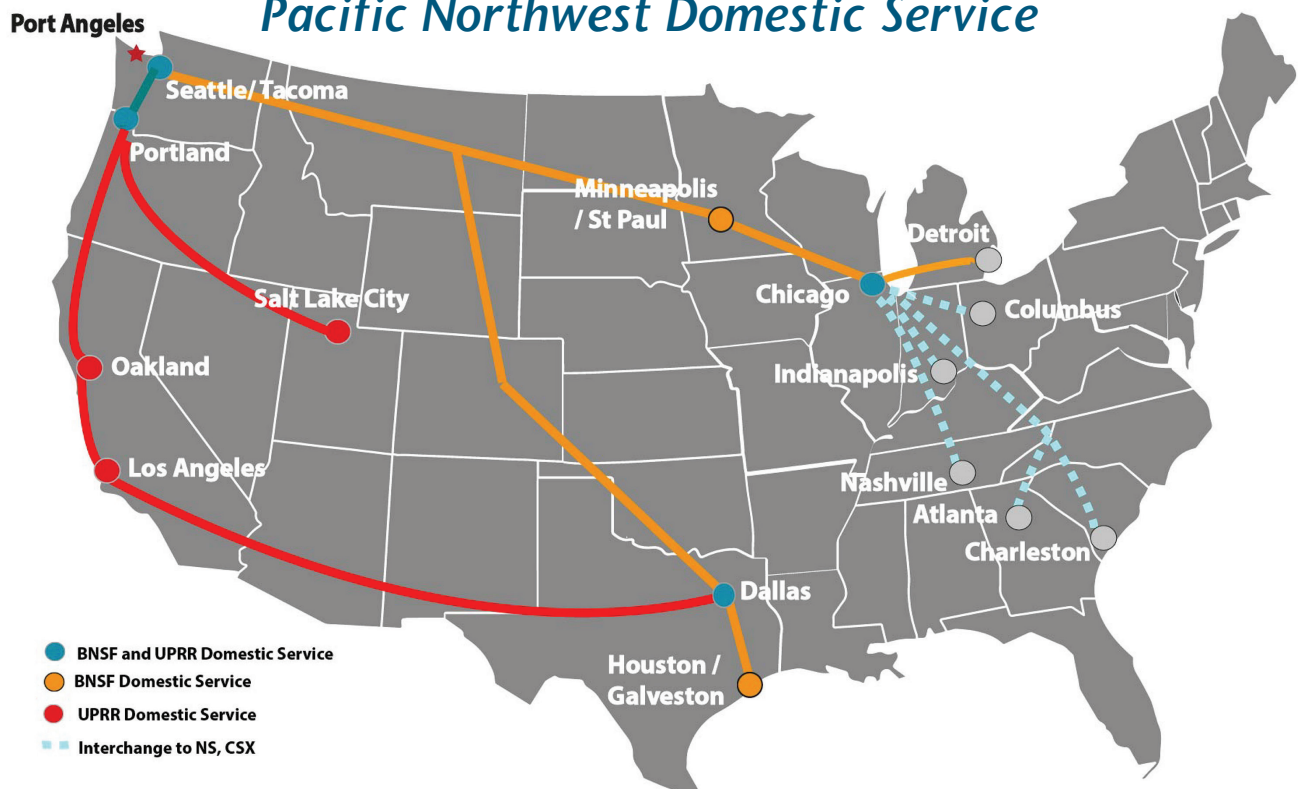 Pacific Northwest Domestic Service
Port Angeles
Seattle/Tacoma
Portland
Minneapolis
/ St Paul
Detroit
Chicago
Salt Lake City
Columbus
Oakland
Indianapolis
Los Angeles
Nashville
Atlanta
Charleston
Dallas
Houston /
Galveston
BNSF and UPRR Domestic Service
BNSF Domestic Service
UPRR Domestic Service
Interchange to NS, CSX